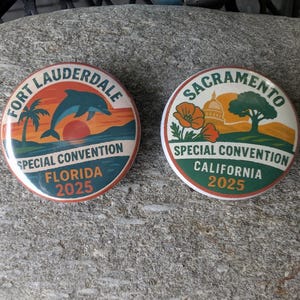 FORT LAUDERDALE
SPECIAL CONVENTION
FLORIDA
2025
SACRAMENTO
SPECIAL CONVENTION
CALIFORNIA
2025